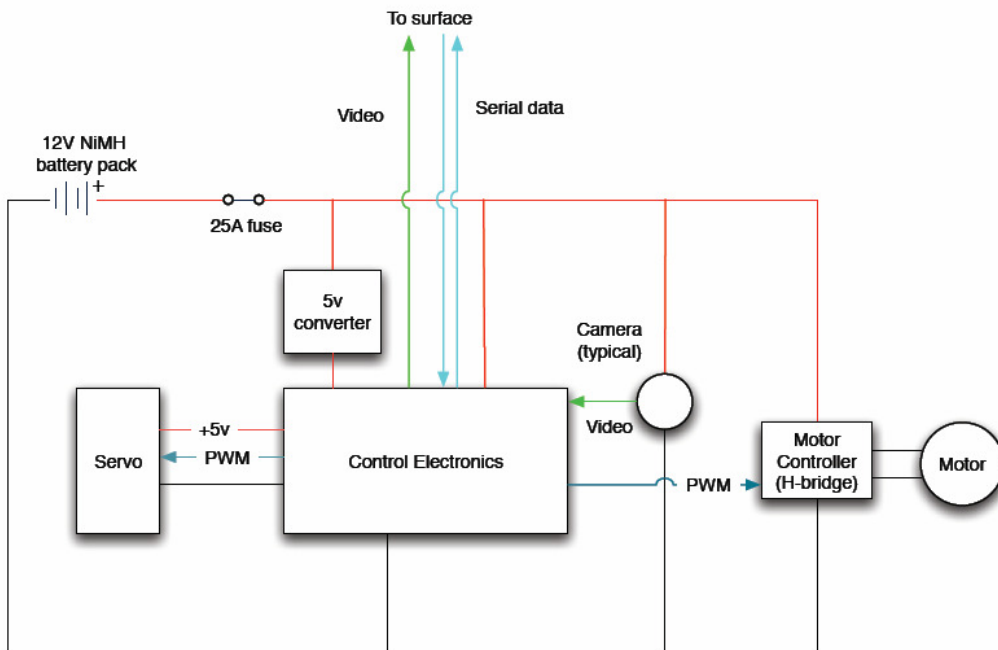 To surface
Video
Serial data
12V NiMH
battery pack
+
25A fuse
5v
converter
Camera
(typical)
Video
Servo
+5v
PWM
Control Electronics
PWM
Motor
Controller
(H-bridge)
Motor